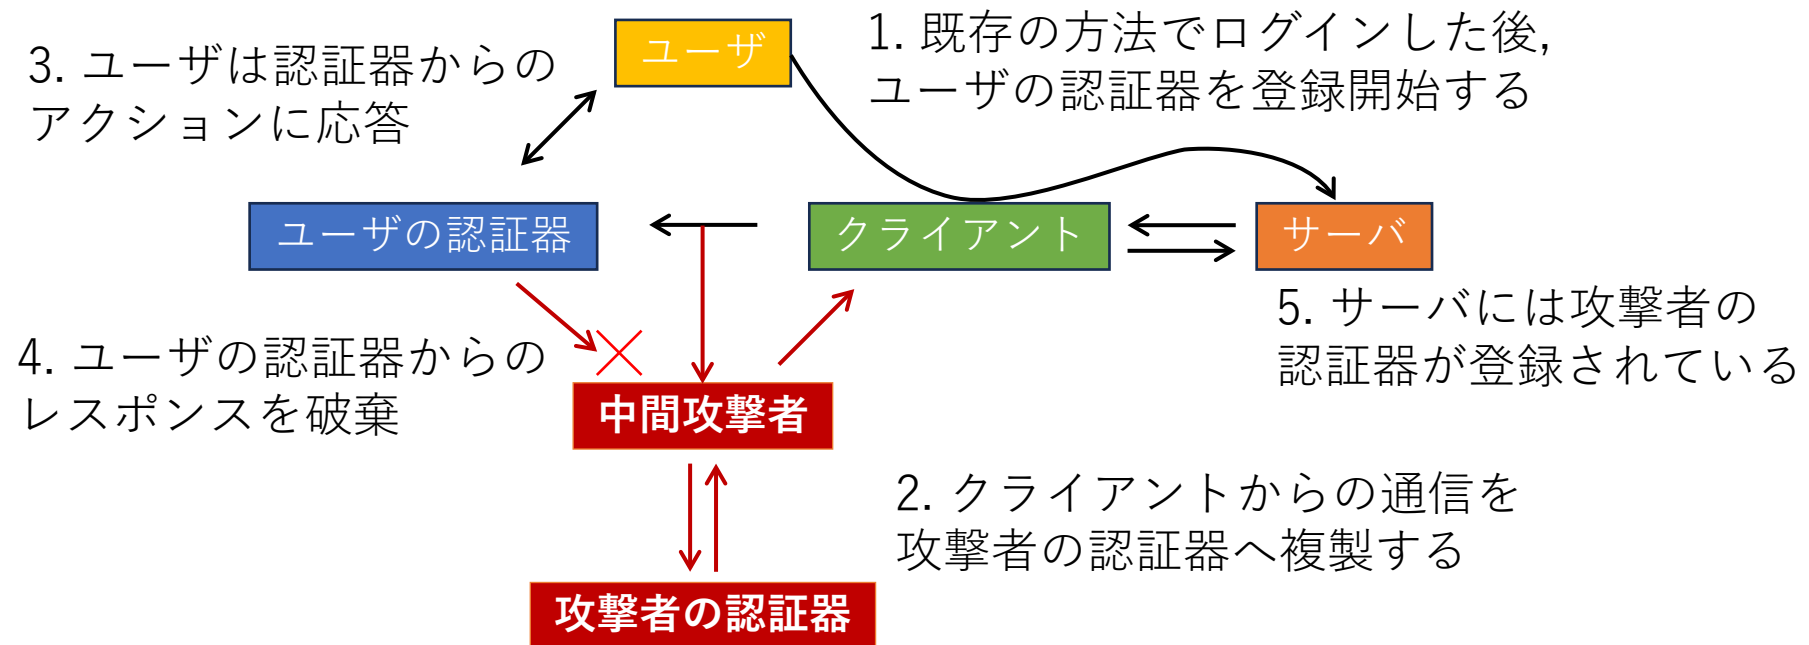 ユーザ
1. 既存の方法でログインした後,
ユーザの認証器を登録開始する
3. ユーザは認証器からの
アクションに応答
ユーザの認証器
クライアント
サーバ
5. サーバには攻撃者の
認証器が登録されている
4. ユーザの認証器からの
レスポンスを破棄
中間攻撃者
2. クライアントからの通信を
攻撃者の認証器へ複製する
攻撃者の認証器